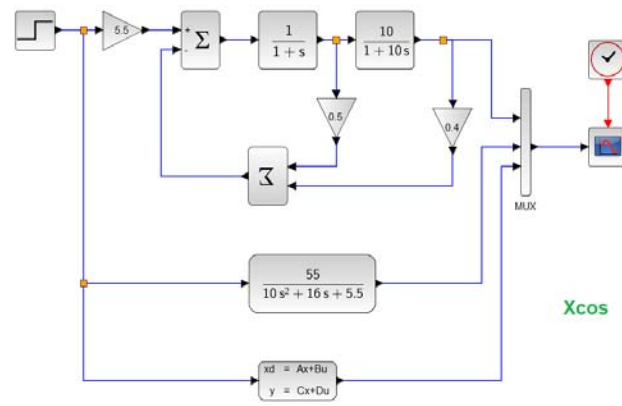 5.5
+
-
Σ
1
1 + s
10
1 + 10 s
0.5
0.4
Σ
MUX
55
10 s² + 16 s + 5.5
Xcos
xd = Ax+Bu
y = Cx+Du